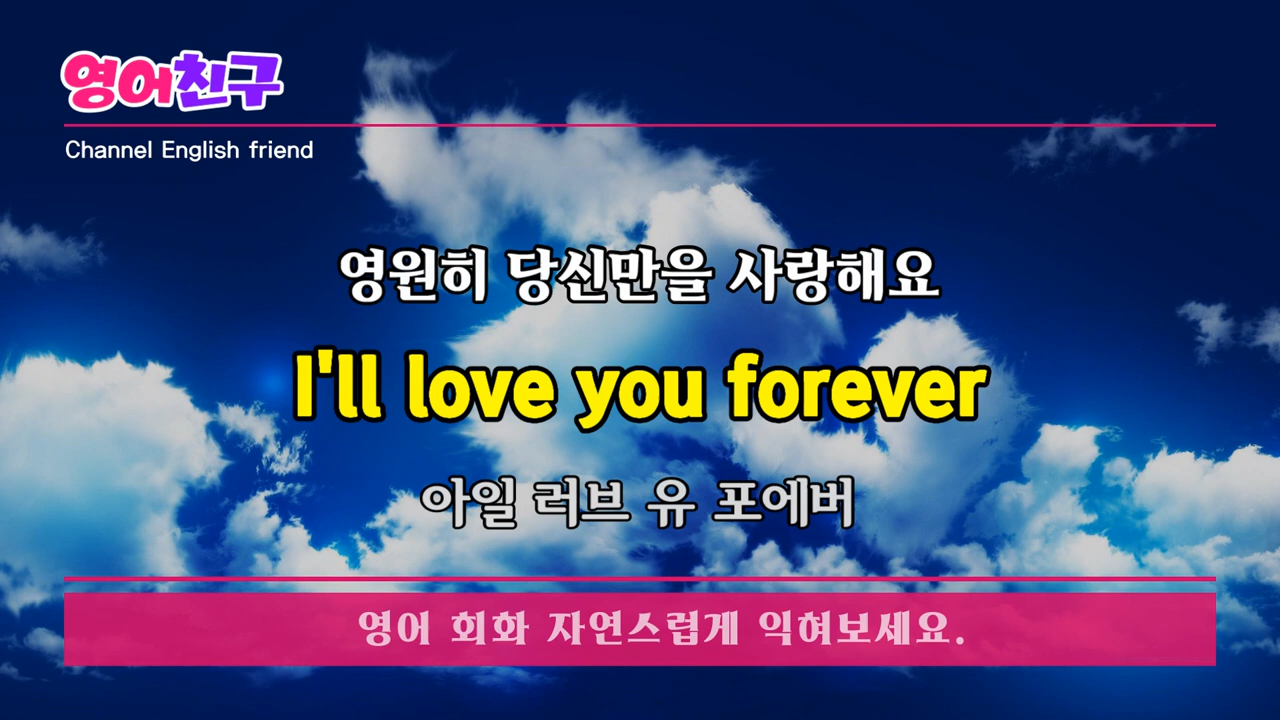 영어친구
Channel English friend
영원히 당신만을 사랑해요
I'll love you forever
아일 러브 유 포에버
영어 회화 자연스럽게 익혀보세요.